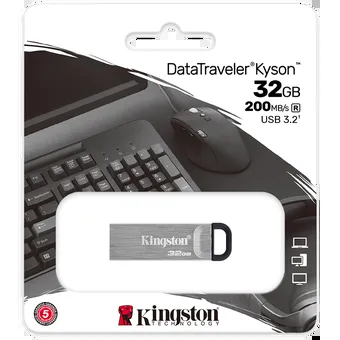 DataTraveler®Kyson™
32GB
200MB/s R
USB 3.2¹
Kingston®
32GB
5
Kingston®
TECHNOLOGY